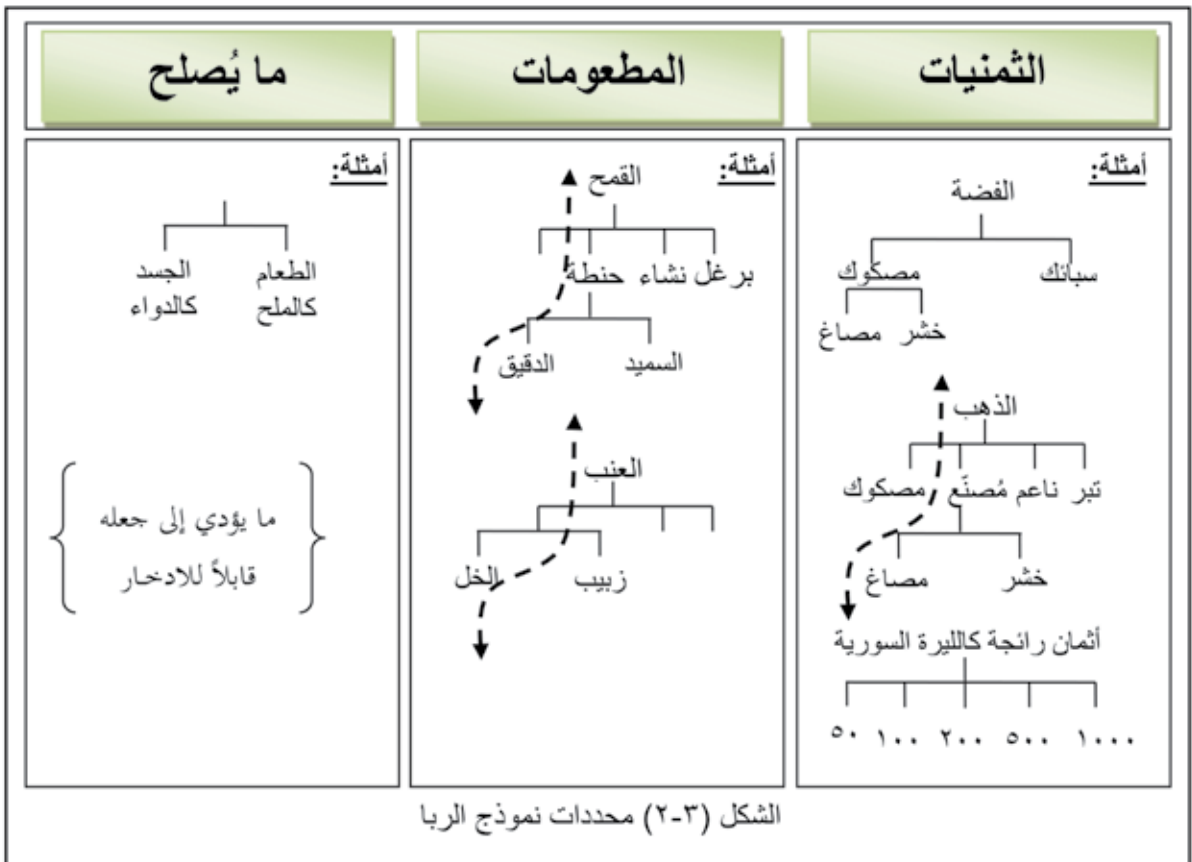 الثمنيات
المطعومات
ما يُصلح
أمثلة:
الفضة
سبائك
مصكوك
خشر
مصاغ
الذهب
تبر
ناعم
مُصنّع
مصكوك
خشر
مصاغ
أثمان رائجة كالليرة السورية
١٠٠٠
٥٠٠
٢٠٠
١٠٠
٥٠
أمثلة:
القمح
برغل
نشاء
حنطة
السميد
الدقيق
العنب
زبيب
الخل
أمثلة:
الطعام
كالملح
الجسد
كالدواء
ما يؤدي إلى جعله
قابلاً للادخار
الشكل (٣-٢) محددات نموذج الربا